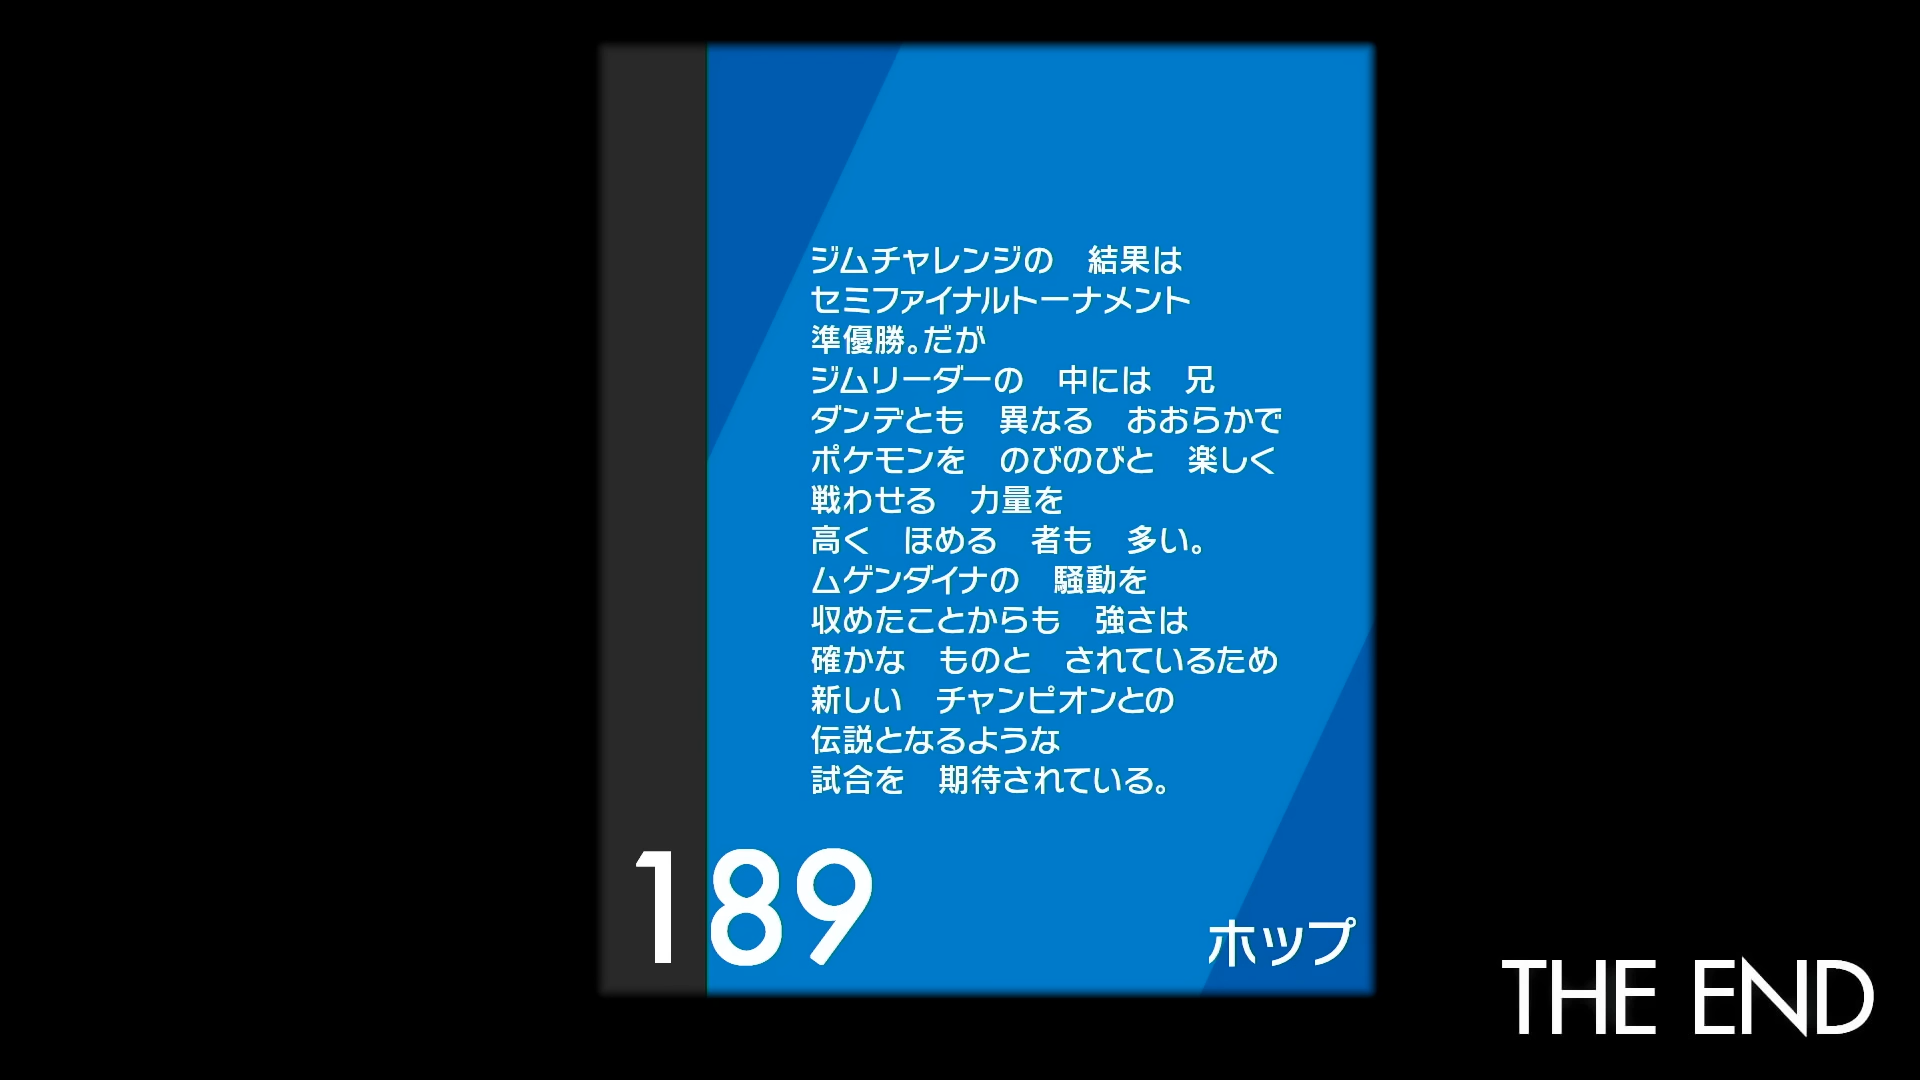 ジムチャレンジの　結果は
セミファイナルトーナメント
準優勝。だが
ジムリーダーの　中には　兄
ダンデとも　異なる　おおらかで
ポケモンを　のびのびと　楽しく
戦わせる　力量を
高く　ほめる　者も　多い。
ムゲンダイナの　騒動を
収めたことからも　強さは
確かな　ものと　されているため
新しい　チャンピオンとの
伝説となるような
試合を　期待されている。
189
ホップ
THE END